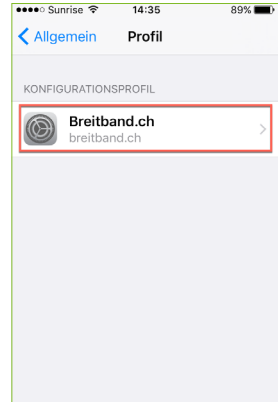 Sunrise 14:35 89%
Allgemein Profil
KONFIGURATIONSPROFIL
Breitband.ch
breitband.ch